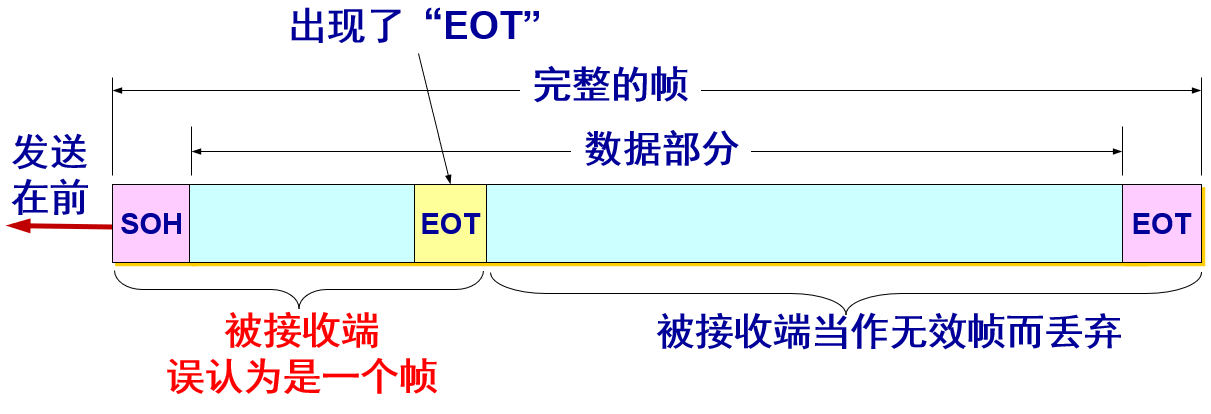 出现了“EOT”
完整的帧
数据部分
发送
在前
SOH
EOT
EOT
被接收端
误认为是一个帧
被接收端当作无效帧而丢弃